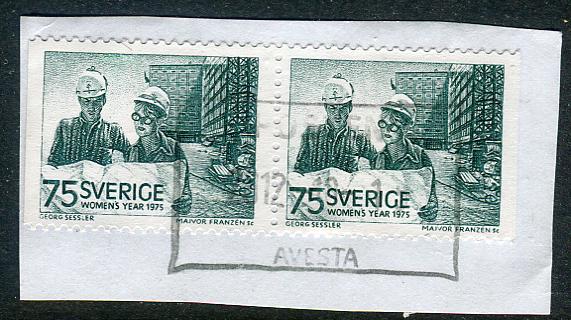 75 SVERIGE
WOMEN'S YEAR 1975
GEORG SESSLER MAJVOR FRANZEN SC
75 SVERIGE
WOMEN'S YEAR 1975
GEORG SESSLER MAJVOR FRANZEN SC
AVESTA